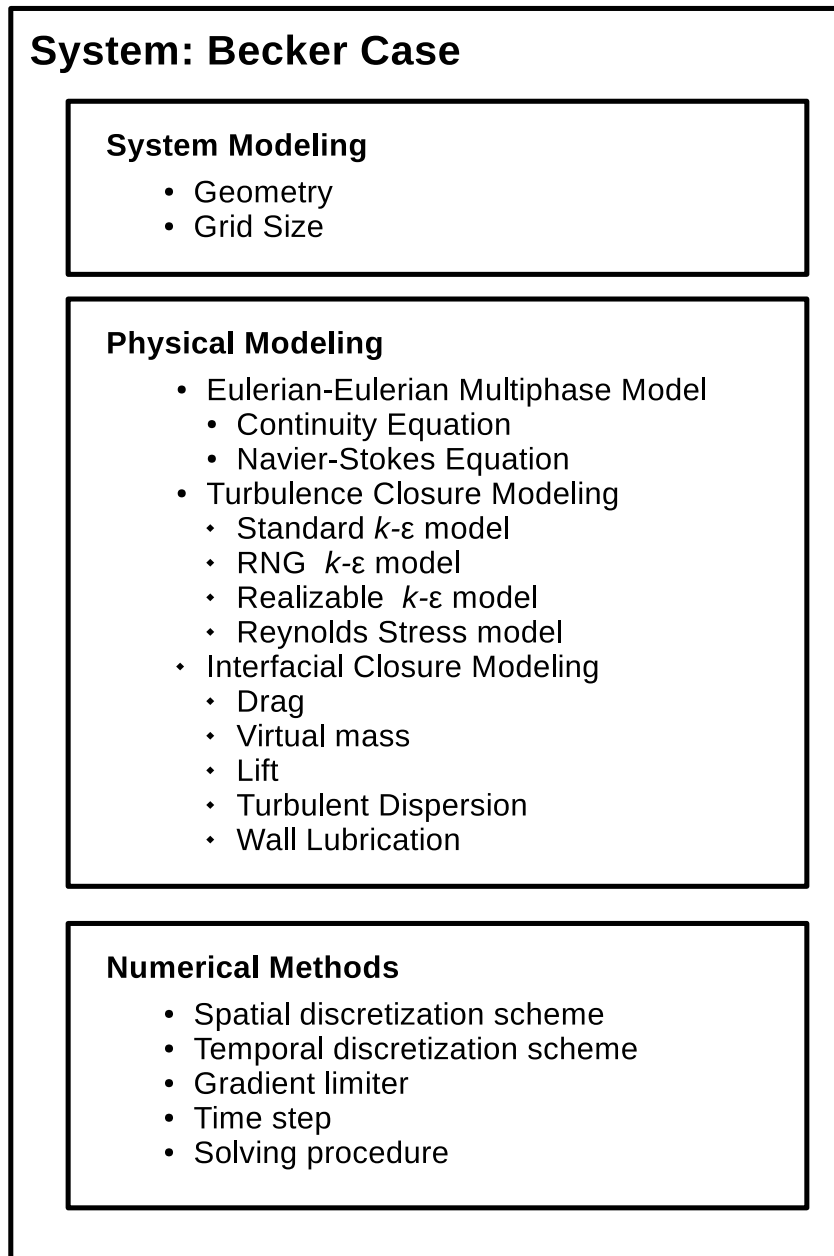 System: Becker Case
System Modeling
• Geometry
• Grid Size
Physical Modeling
• Eulerian-Eulerian Multiphase Model
• Continuity Equation
• Navier-Stokes Equation
• Turbulence Closure Modeling
⬩ Standard k-ε model
⬩ RNG k-ε model
⬩ Realizable k-ε model
⬩ Reynolds Stress model
⬩ Interfacial Closure Modeling
⬩ Drag
⬩ Virtual mass
⬩ Lift
⬩ Turbulent Dispersion
⬩ Wall Lubrication
Numerical Methods
• Spatial discretization scheme
• Temporal discretization scheme
• Gradient limiter
• Time step
• Solving procedure